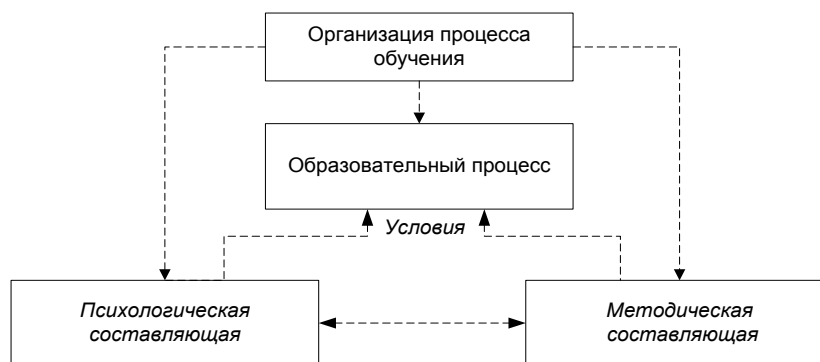 Организация процесса
обучения
Образовательный процесс
Условия
Психологическая
составляющая
Методическая
составляющая